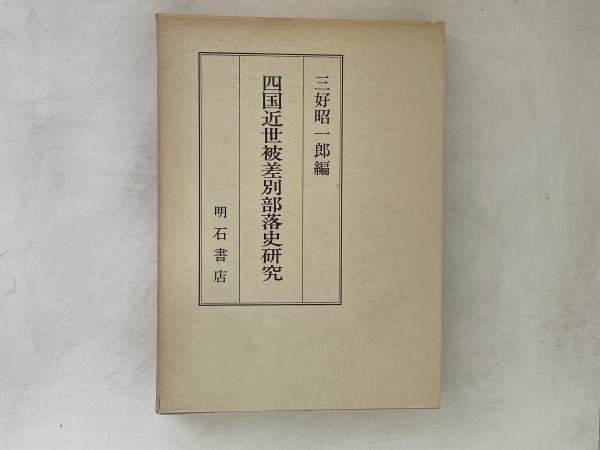 三好昭一郎編
四国近世被差別部落史研究
明石書店